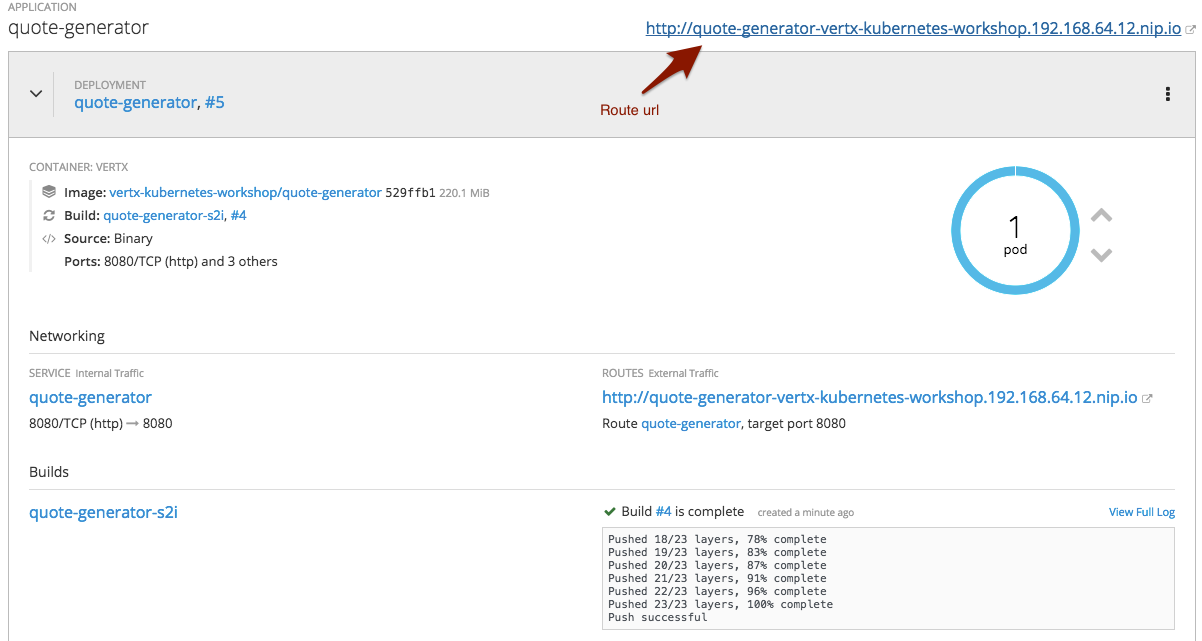 APPLICATION
quote-generator
http://quote-generator-vertx-kubernetes-workshop.192.168.64.12.nip.io
Route url
DEPLOYMENT
quote-generator, #5
CONTAINER: VERTX
Image: vertx-kubernetes-workshop/quote-generator 529ffb1 220.1 MiB
Build: quote-generator-s2i, #4
</> Source: Binary
Ports: 8080/TCP (http) and 3 others
1
pod
Networking
SERVICE Internal Traffic
quote-generator
8080/TCP (http) → 8080
ROUTES External Traffic
http://quote-generator-vertx-kubernetes-workshop.192.168.64.12.nip.io
Route quote-generator, target port 8080
Builds
quote-generator-s2i
Build #4 is complete created a minute ago View Full Log
Pushed 18/23 layers, 78% complete
Pushed 19/23 layers, 83% complete
Pushed 20/23 layers, 87% complete
Pushed 21/23 layers, 91% complete
Pushed 22/23 layers, 96% complete
Pushed 23/23 layers, 100% complete
Push successful